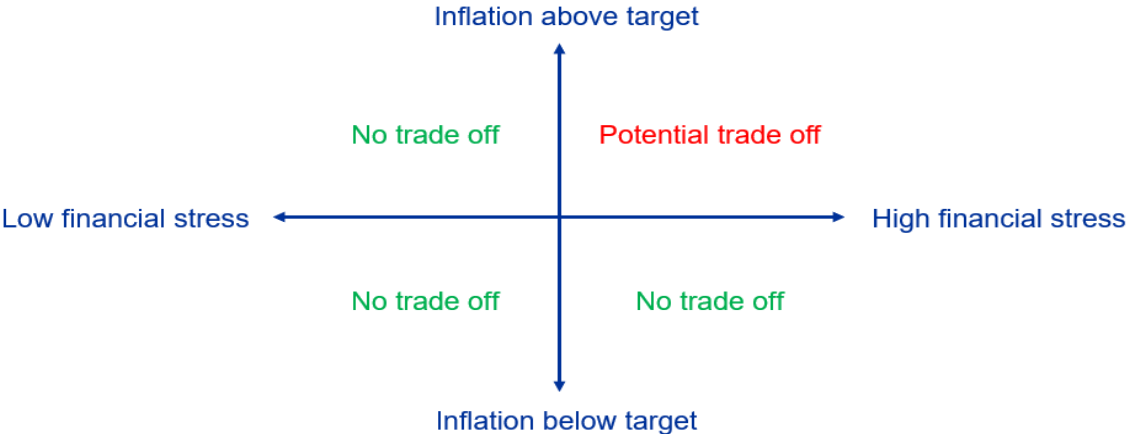 Inflation above target
No trade off
Potential trade off
Low financial stress
High financial stress
No trade off
No trade off
Inflation below target